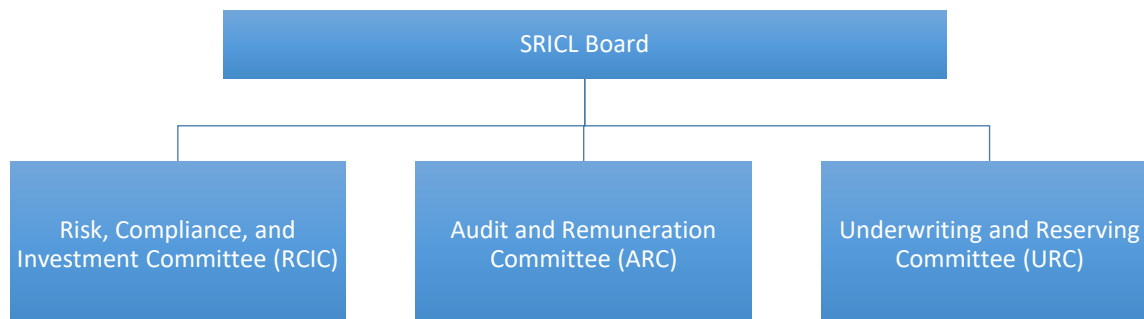 SRICL Board
Risk, Compliance, and
Investment Committee (RCIC)
Audit and Remuneration
Committee (ARC)
Underwriting and Reserving
Committee (URC)